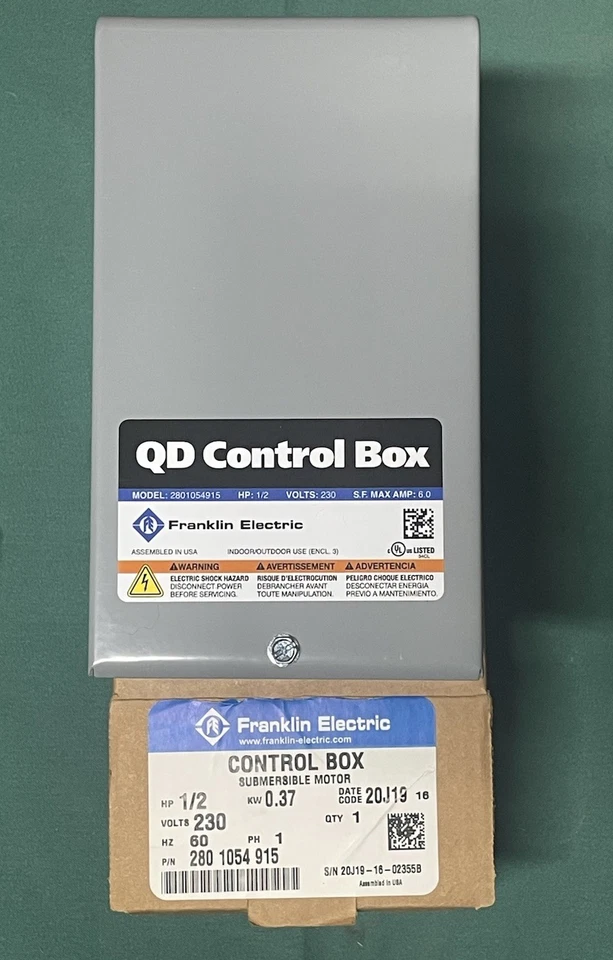 QD Control Box
MODEL: 2801054915 HP: 1/2 VOLTS: 230 S.F. MAX AMP: 6.0
Franklin Electric
ASSEMBLED IN USA INDOOR/OUTDOOR USE (ENCL. 3) c UL us LISTED
94CL
WARNING AVERTISSEMENT ADVERTENCIA
ELECTRIC SHOCK HAZARD RISQUE D'ELECTROCUTION PELIGRO CHOQUE ELECTRICO
DISCONNECT POWER DEBRANCHER AVANT DESCONECTAR ENERGIA
BEFORE SERVICING. TOUTE MANIPULATION. PREVIO A MANTENIMIENTO.
Franklin Electric
www.franklin-electric.com
CONTROL BOX
SUBMERSIBLE MOTOR
HP 1/2 KW 0.37 DATE CODE 20J19 16
VOLTS 230 QTY 1
HZ 60 PH 1
P/N 280 1054 915
S/N 20J19-16-02355B
Assembled in USA